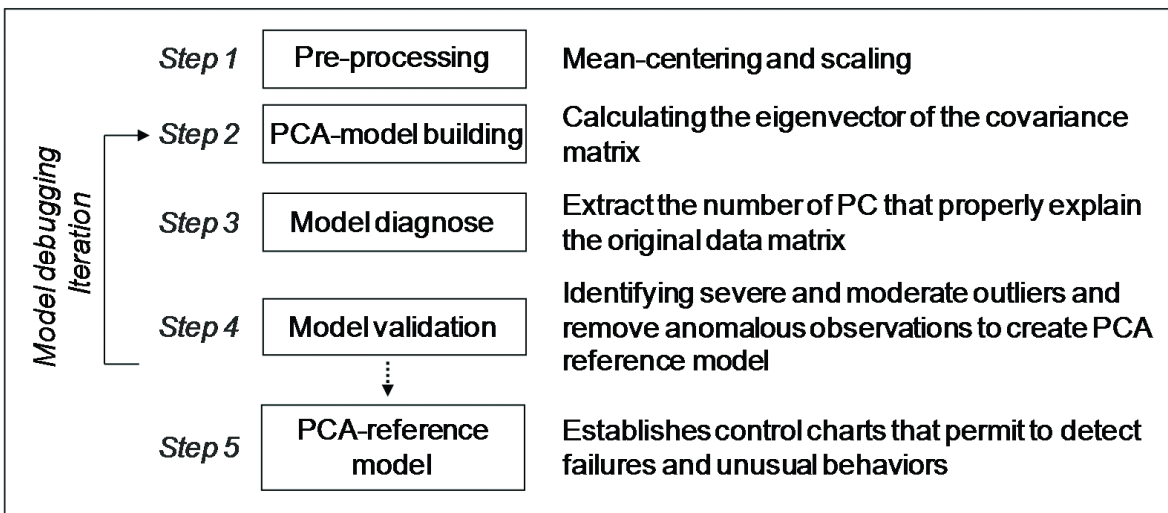 Step 1
Pre-processing
Mean-centering and scaling
Step 2
PCA-model building
Calculating the eigenvector of the covariance
matrix
Model debugging
Iteration
Step 3
Model diagnose
Extract the number of PC that properly explain
the original data matrix
Step 4
Model validation
Identifying severe and moderate outliers and
remove anomalous observations to create PCA
reference model
Step 5
PCA-reference
model
Establishes control charts that permit to detect
failures and unusual behaviors